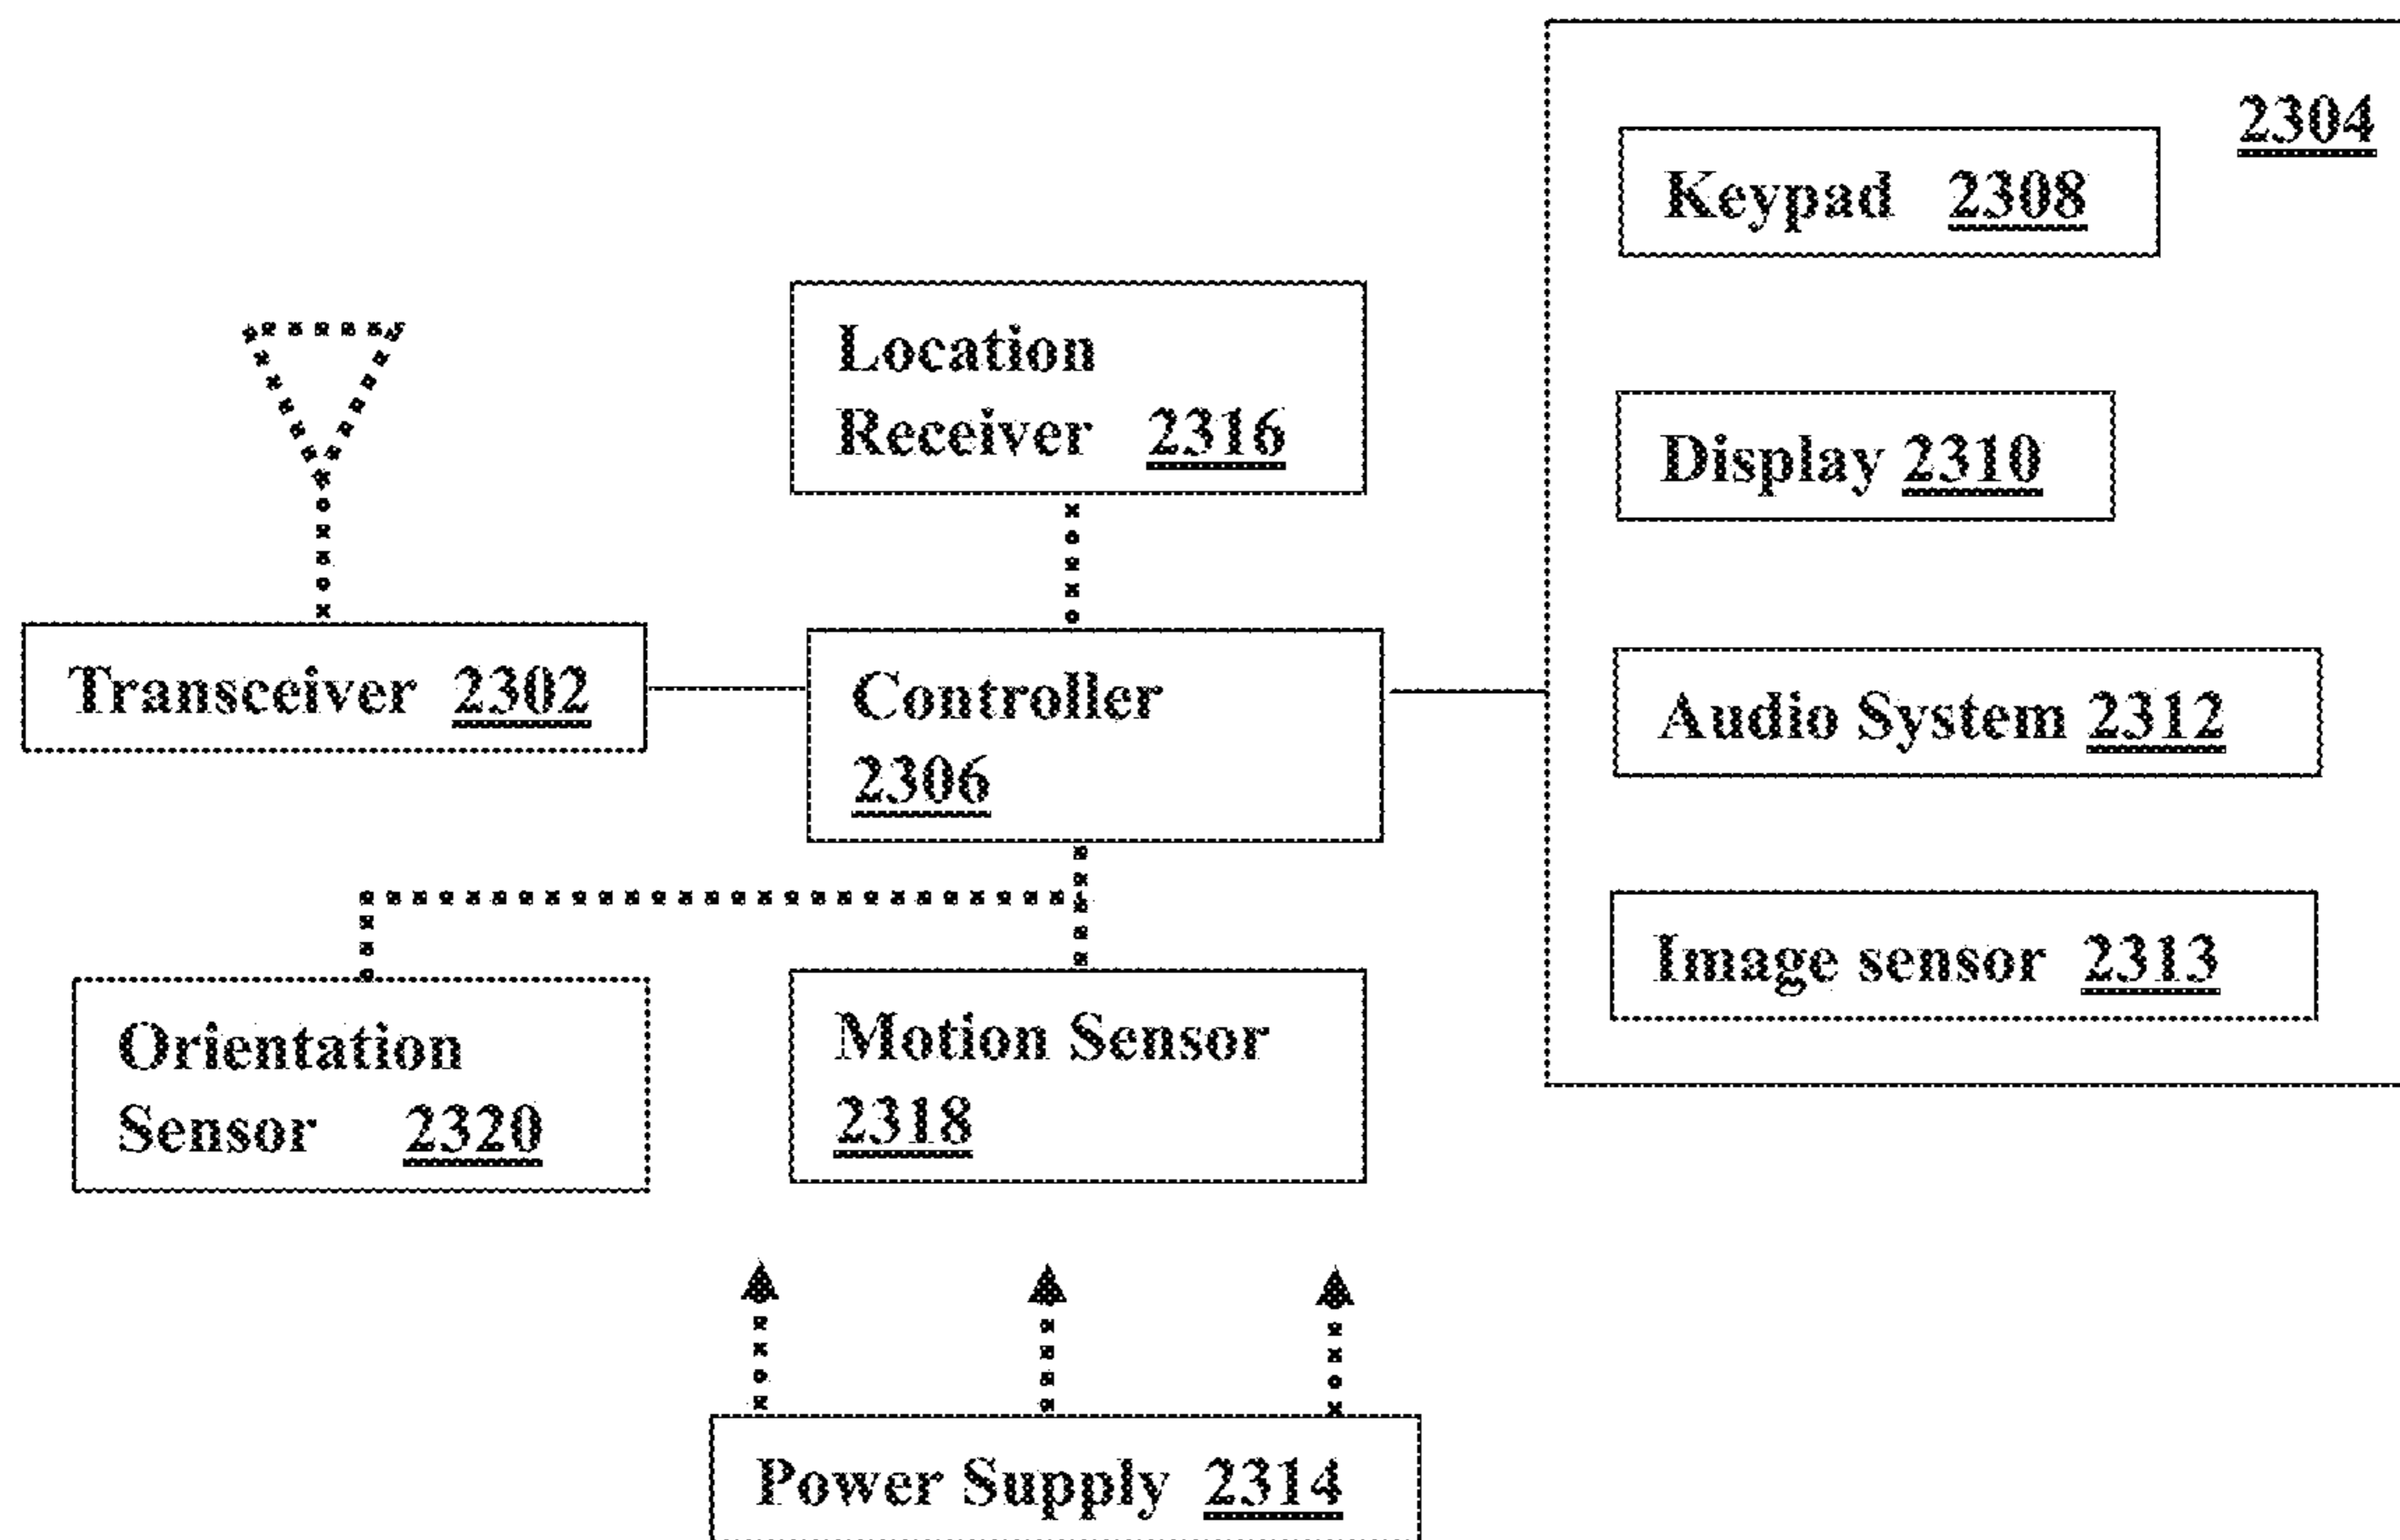 2304
Keypad 2308
Location
Receiver 2316
Display 2310
Transceiver 2302
Controller
2306
Audio System 2312
Image sensor 2313
Orientation
Sensor 2320
Motion Sensor
2318
Power Supply 2314